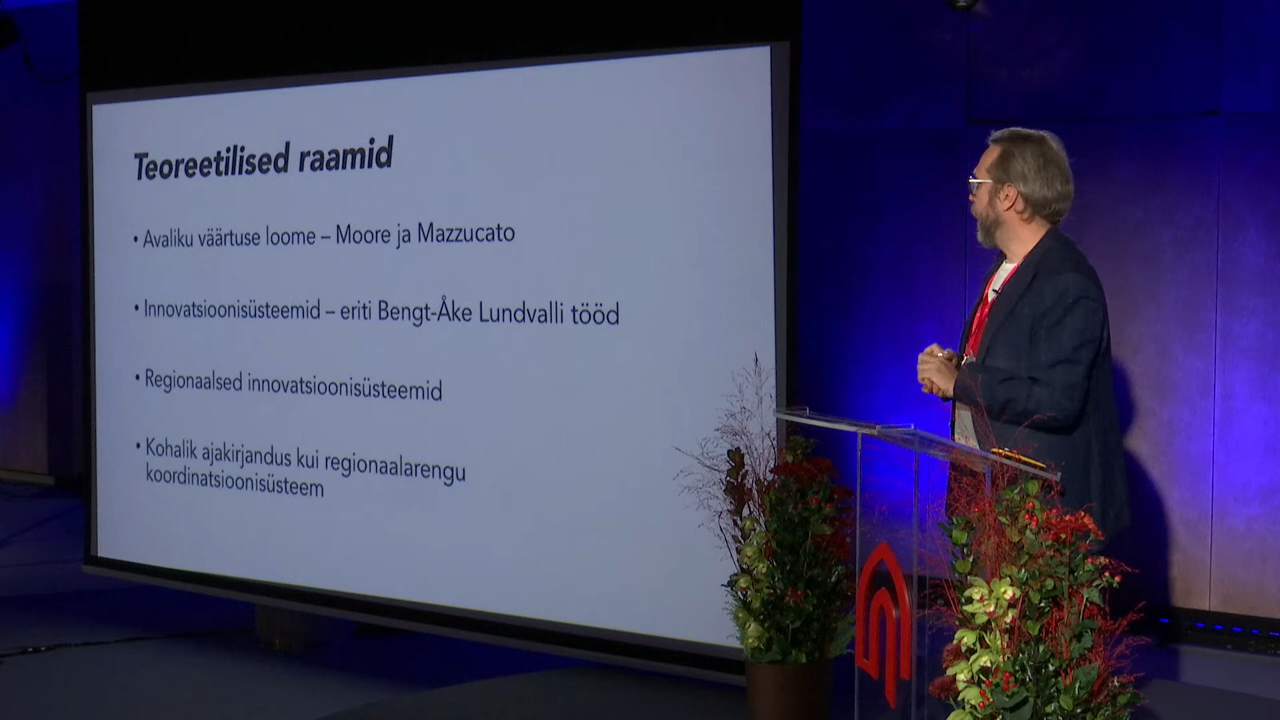 Teoreetilised raamid
• Avaliku väärtuse loome – Moore ja Mazzucato
• Innovatsioonisüsteemid – eriti Bengt-Åke Lundvalli tööd
• Regionaalsed innovatsioonisüsteemid
• Kohalik ajakirjandus kui regionaalarengu
koordinatsioonisüsteem